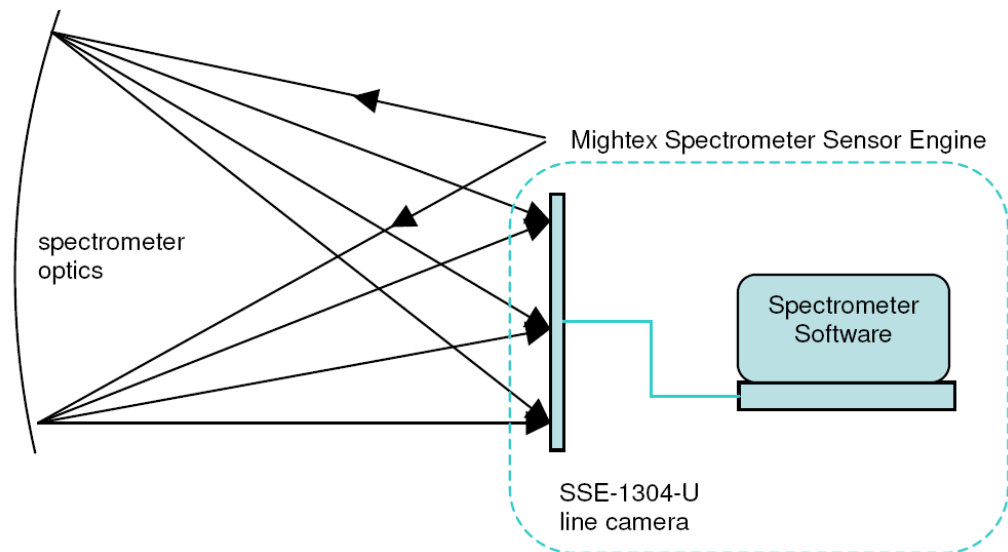 Mightex Spectrometer Sensor Engine
spectrometer
optics
Spectrometer
Software
SSE-1304-U
line camera